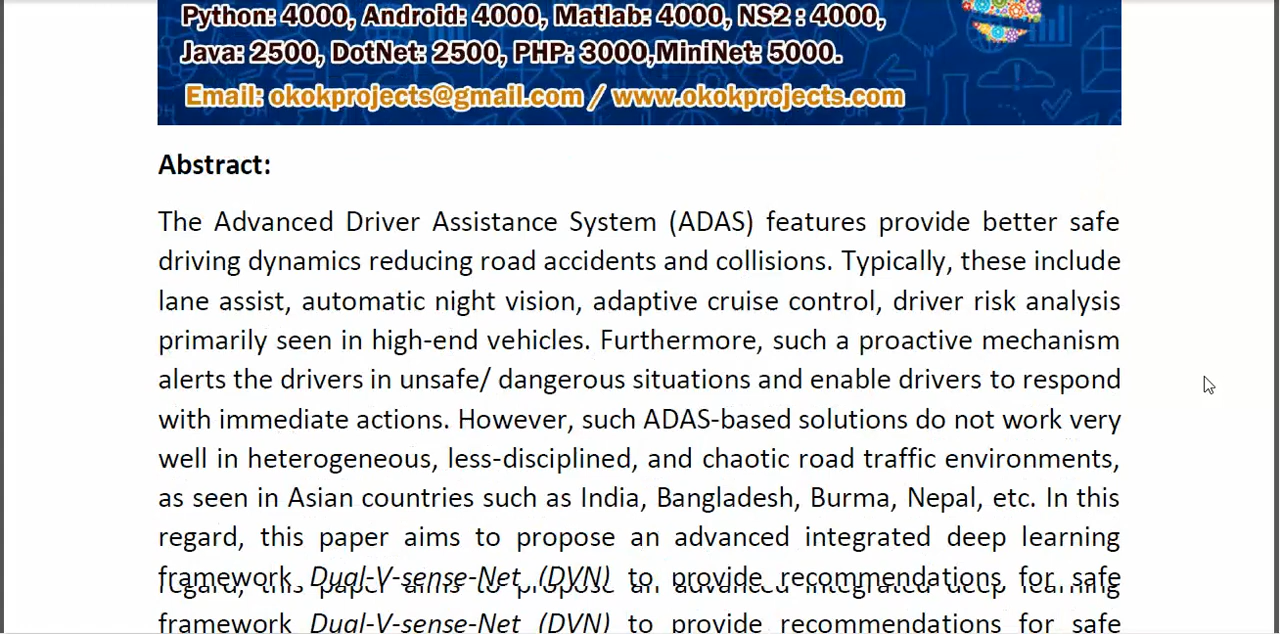 Python: 4000, Android: 4000, Matlab: 4000, NS2 : 4000,
Java: 2500, DotNet: 2500, PHP: 3000,MiniNet: 5000.
Email: okokprojects@gmail.com / www.okokprojects.com
Abstract:
The Advanced Driver Assistance System (ADAS) features provide better safe
driving dynamics reducing road accidents and collisions. Typically, these include
lane assist, automatic night vision, adaptive cruise control, driver risk analysis
primarily seen in high-end vehicles. Furthermore, such a proactive mechanism
alerts the drivers in unsafe/ dangerous situations and enable drivers to respond
with immediate actions. However, such ADAS-based solutions do not work very
well in heterogeneous, less-disciplined, and chaotic road traffic environments,
as seen in Asian countries such as India, Bangladesh, Burma, Nepal, etc. In this
regard, this paper aims to propose an advanced integrated deep learning
framework Dual-V-sense-Net (DVN) to provide recommendations for safe
framework Dual-V-sense-Net (DVN) to provide recommendations for safe